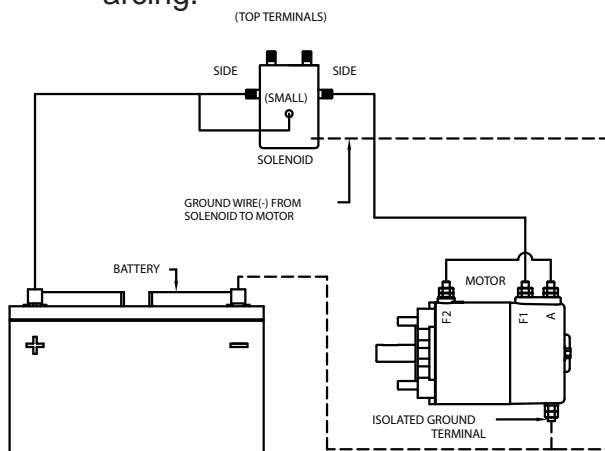 arcing.
(TOP TERMINALS)
SIDE
SIDE
(SMALL)
SOLENOID
GROUND WIRE(-) FROM
SOLENOID TO MOTOR
BATTERY
MOTOR
F2
F1
A
+
-
ISOLATED GROUND
TERMINAL